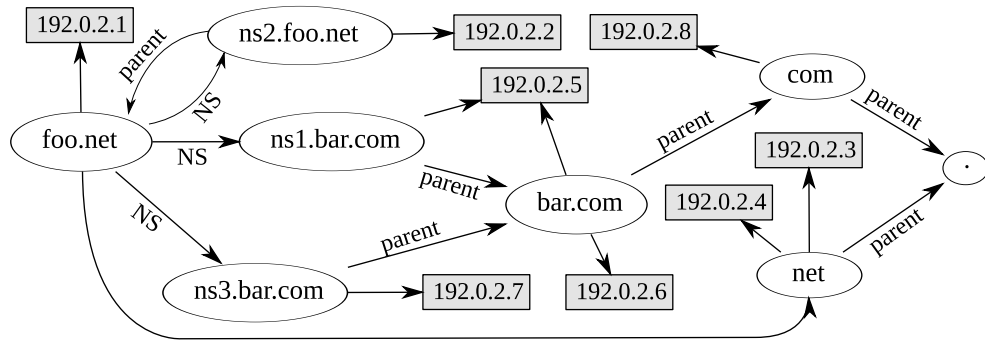 192.0.2.1
ns2.foo.net
192.0.2.2
192.0.2.8
com
parent
NS
192.0.2.5
parent
foo.net
NS
ns1.bar.com
parent
192.0.2.3
.
parent
bar.com
192.0.2.4
parent
NS
parent
net
ns3.bar.com
192.0.2.7
192.0.2.6